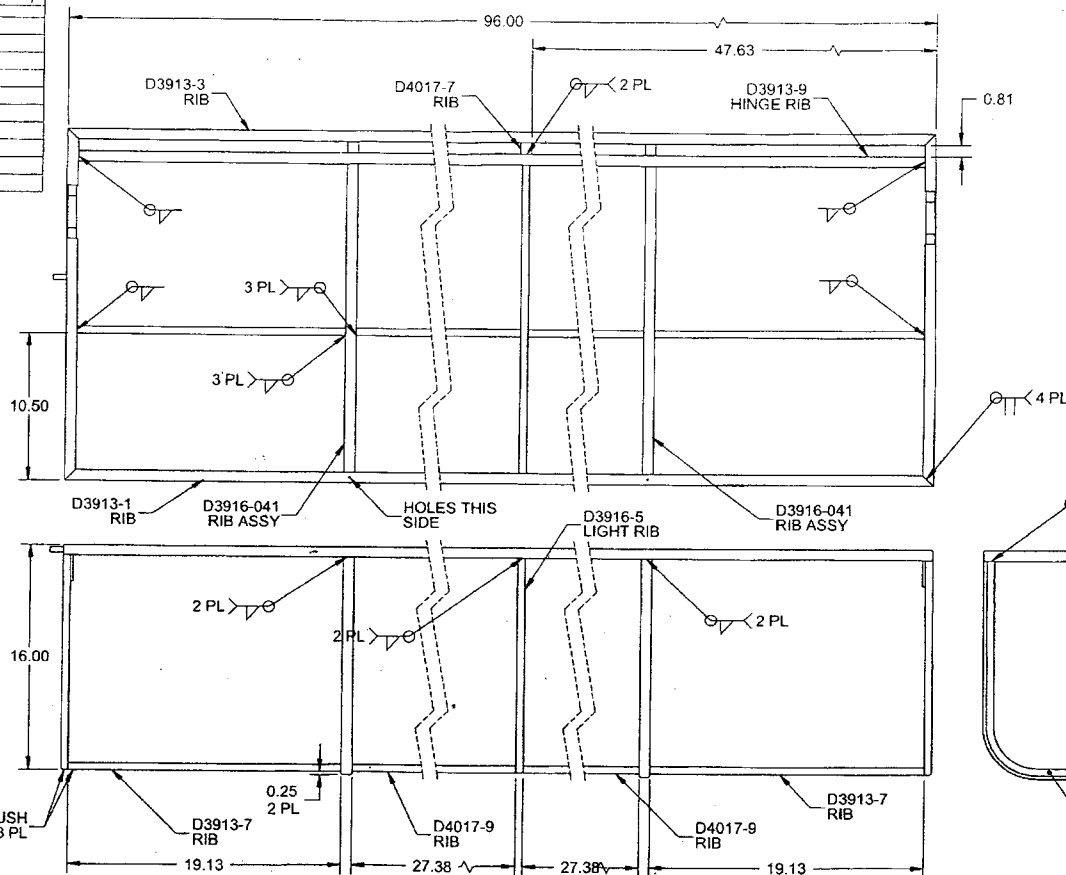 96.00
47.63
D3913-3
RIB
D4017-7
RIB
2 PL
D3913-9
HINGE RIB
0.81
3 PL
3 PL
10.50
4 PL
D3913-1
RIB
D3916-041
RIB ASSY
HOLES THIS
SIDE
D3916-5
LIGHT RIB
D3916-041
RIB ASSY
2 PL
2 PL
2 PL
16.00
0.25
2 PL
USH
3 PL
D3913-7
RIB
D4017-9
RIB
D4017-9
RIB
D3913-7
RIB
19.13
27.38
27.38
19.13